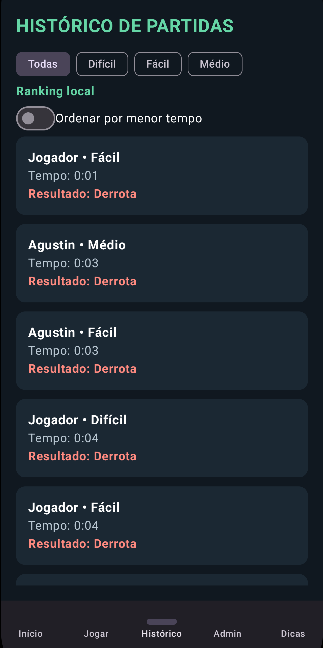 HISTÓRICO DE PARTIDAS
Todas Difícil Fácil Médio
Ranking local
Ordenar por menor tempo
Jogador • Fácil
Tempo: 0:01
Resultado: Derrota
Agustin • Médio
Tempo: 0:03
Resultado: Derrota
Agustin • Fácil
Tempo: 0:03
Resultado: Derrota
Jogador • Difícil
Tempo: 0:04
Resultado: Derrota
Jogador • Fácil
Tempo: 0:04
Resultado: Derrota
Início Jogar Histórico Admin Dicas